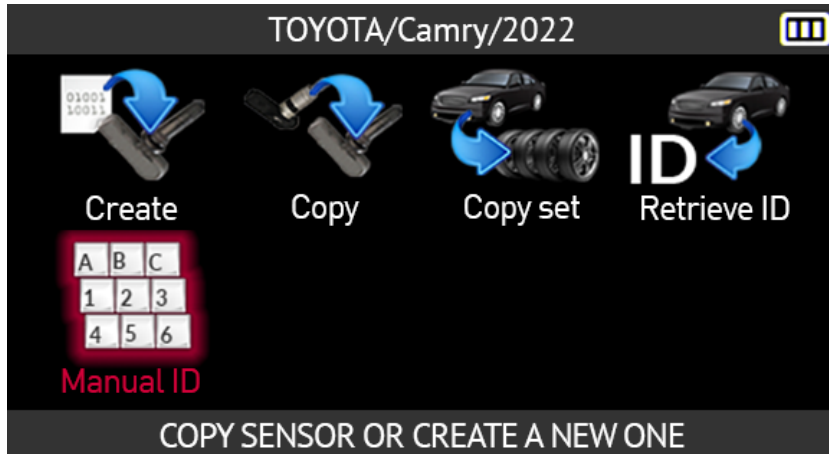 TOYOTA/Camry/2022
01001
10011
Create
Copy
Copy set
ID
Retrieve ID
A B C
1 2 3
4 5 6
Manual ID
COPY SENSOR OR CREATE A NEW ONE